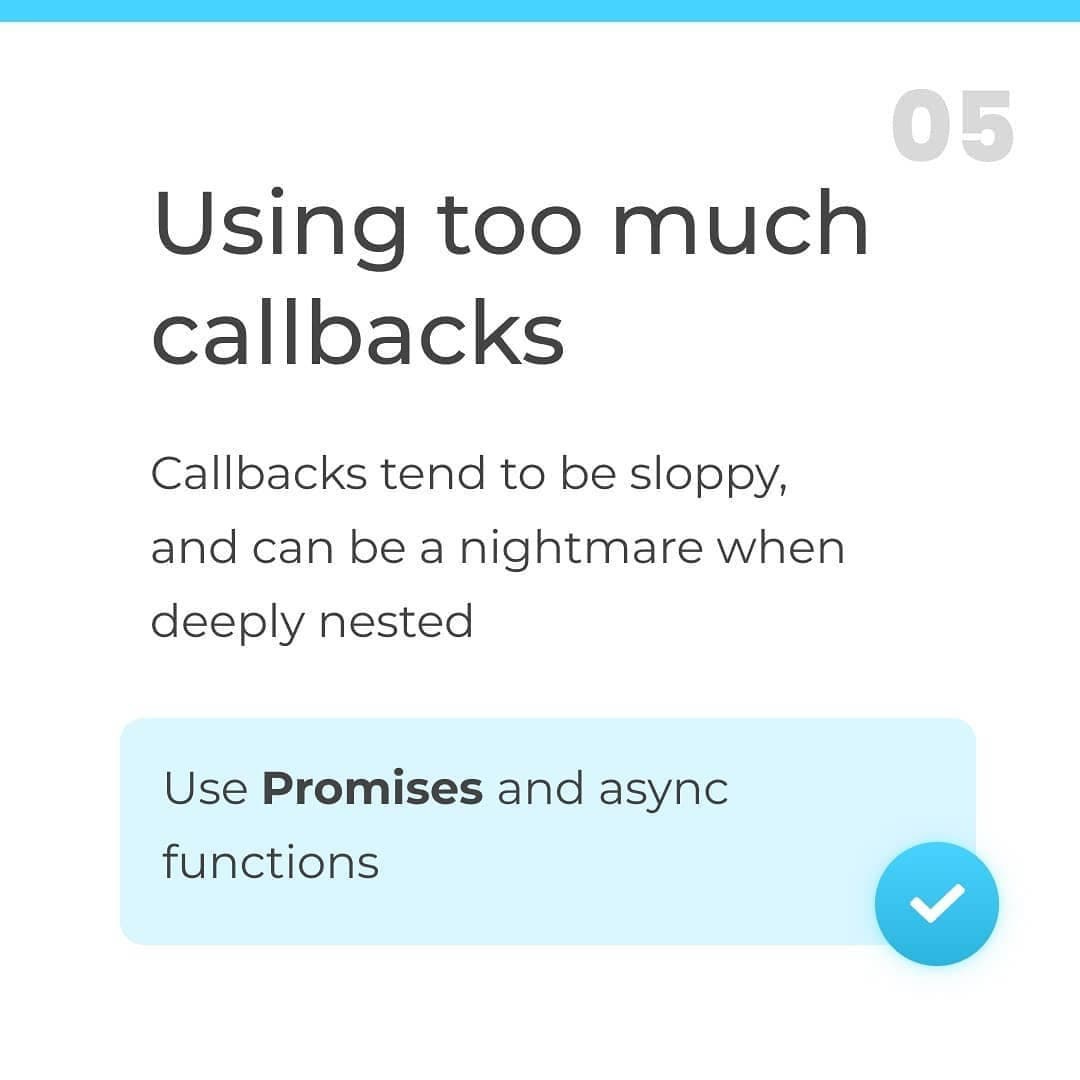 05
Using too much
callbacks
Callbacks tend to be sloppy,
and can be a nightmare when
deeply nested
Use Promises and async
functions